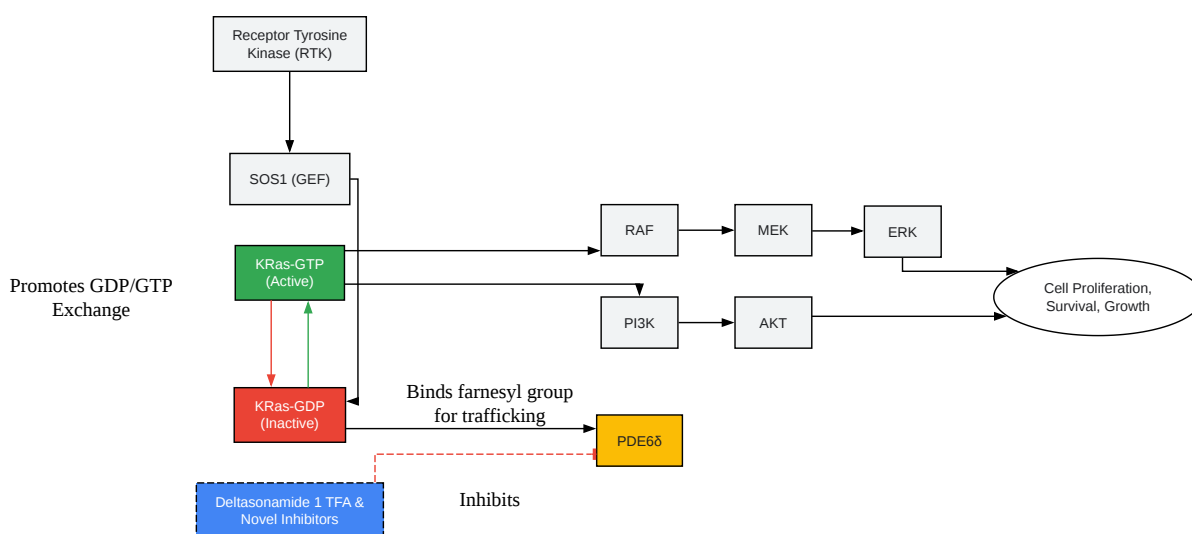 Receptor Tyrosine
Kinase (RTK)
SOS1 (GEF)
RAF
MEK
ERK
KRas-GTP
(Active)
Promotes GDP/GTP
Exchange
Cell Proliferation,
Survival, Growth
PI3K
AKT
KRas-GDP
(Inactive)
Binds farnesyl group
for trafficking
PDE6δ
Deltasonamide 1 TFA &
Novel Inhibitors
Inhibits